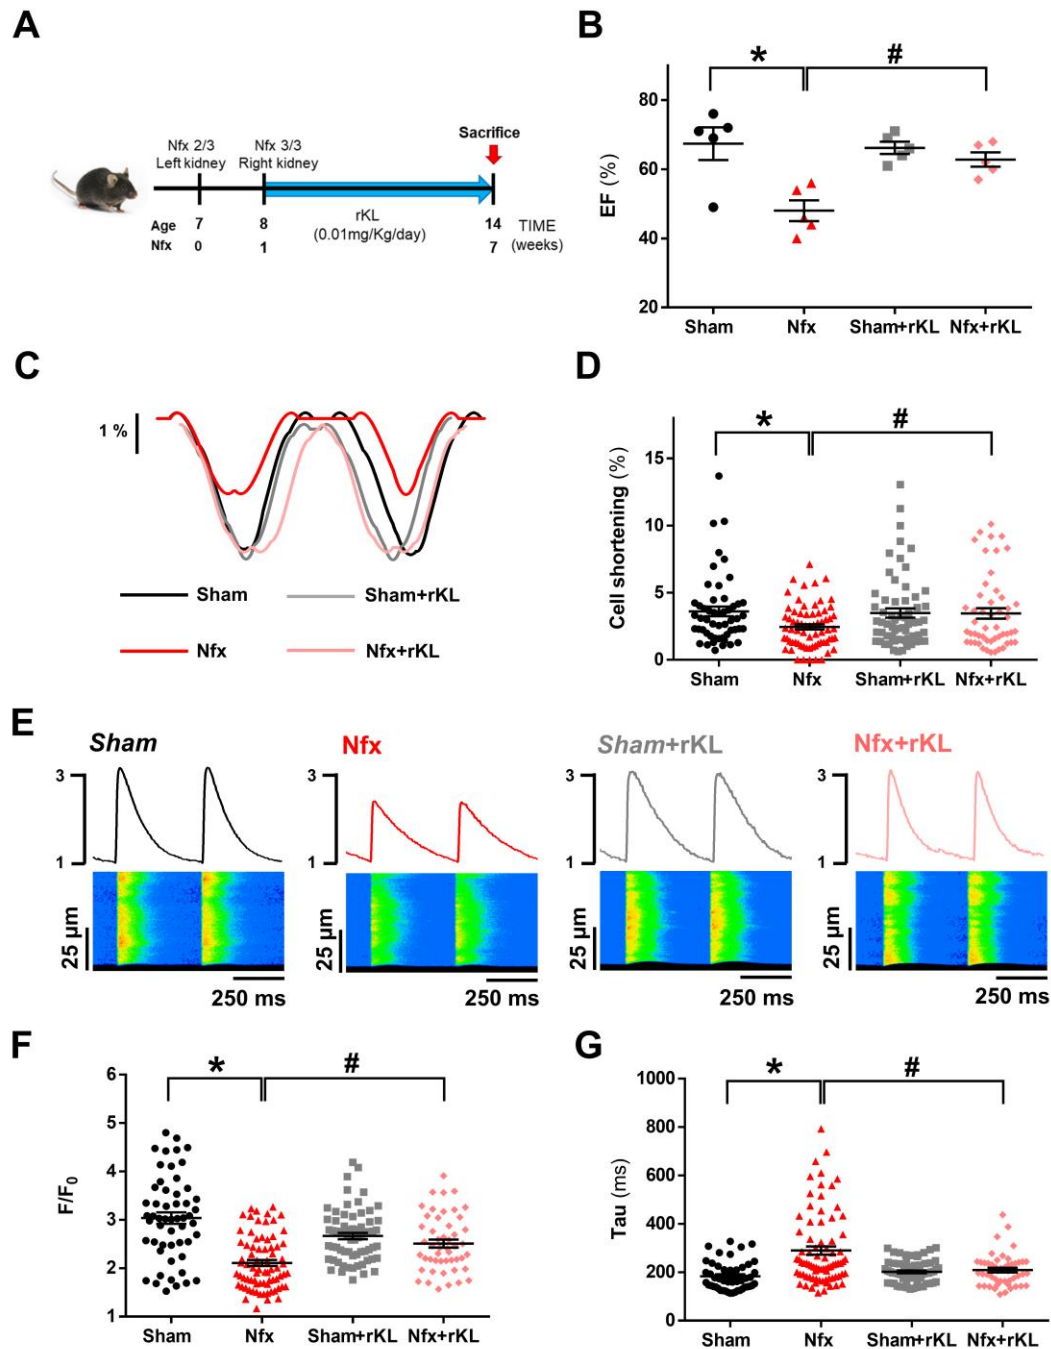 A
Nfx 2/3
Left kidney
Nfx 3/3
Right kidney
Sacrifice
rKL
(0.01mg/Kg/day)
Age 7 8 14 TIME
Nfx 0 1 7 (weeks)
B
* #
EF (%)
80
60
40
20
Sham Nfx Sham+rKL Nfx+rKL
C
1 %
Sham Sham+rKL
Nfx Nfx+rKL
D
* #
Cell shortening (%)
15
10
5
0
Sham Nfx Sham+rKL Nfx+rKL
E
Sham Nfx Sham+rKL Nfx+rKL
3 3 3 3
1 1 1 1
25 µm 25 µm 25 µm 25 µm
250 ms 250 ms 250 ms 250 ms
F
* #
F/F₀
6
5
4
3
2
1
Sham Nfx Sham+rKL Nfx+rKL
G
* #
Tau (ms)
1000
800
600
400
200
0
Sham Nfx Sham+rKL Nfx+rKL